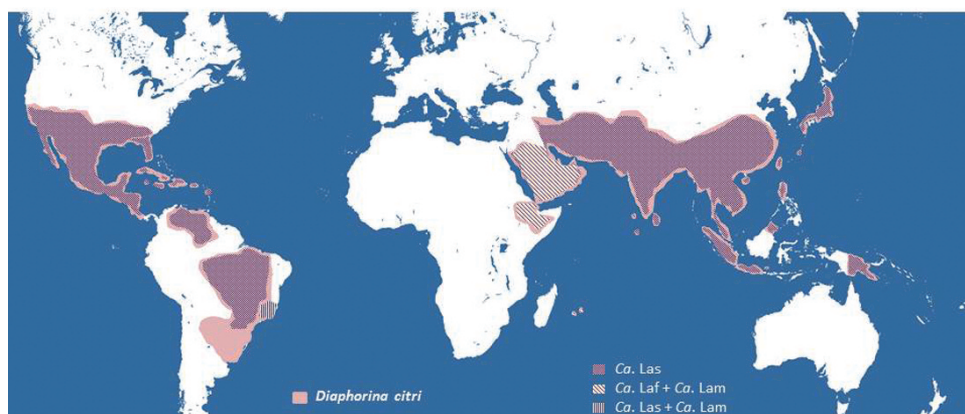 Diaphorina citri
Ca. Las
Ca. Laf + Ca. Lam
Ca. Las + Ca. Lam